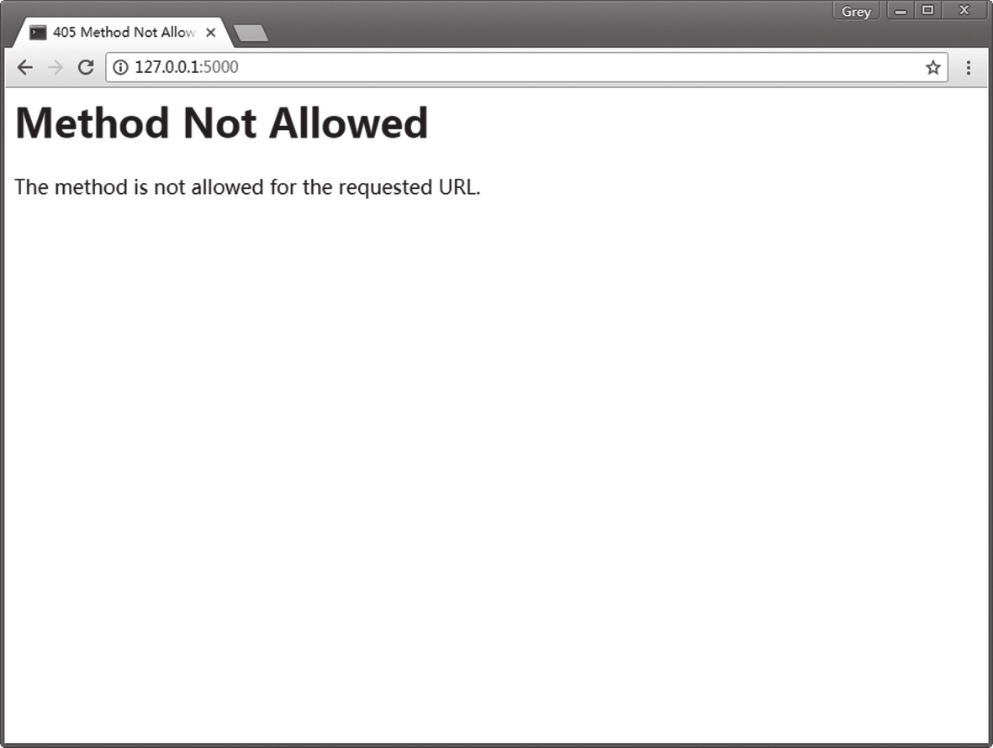 Grey
405 Method Not Allow
127.0.0.1:5000
Method Not Allowed
The method is not allowed for the requested URL.